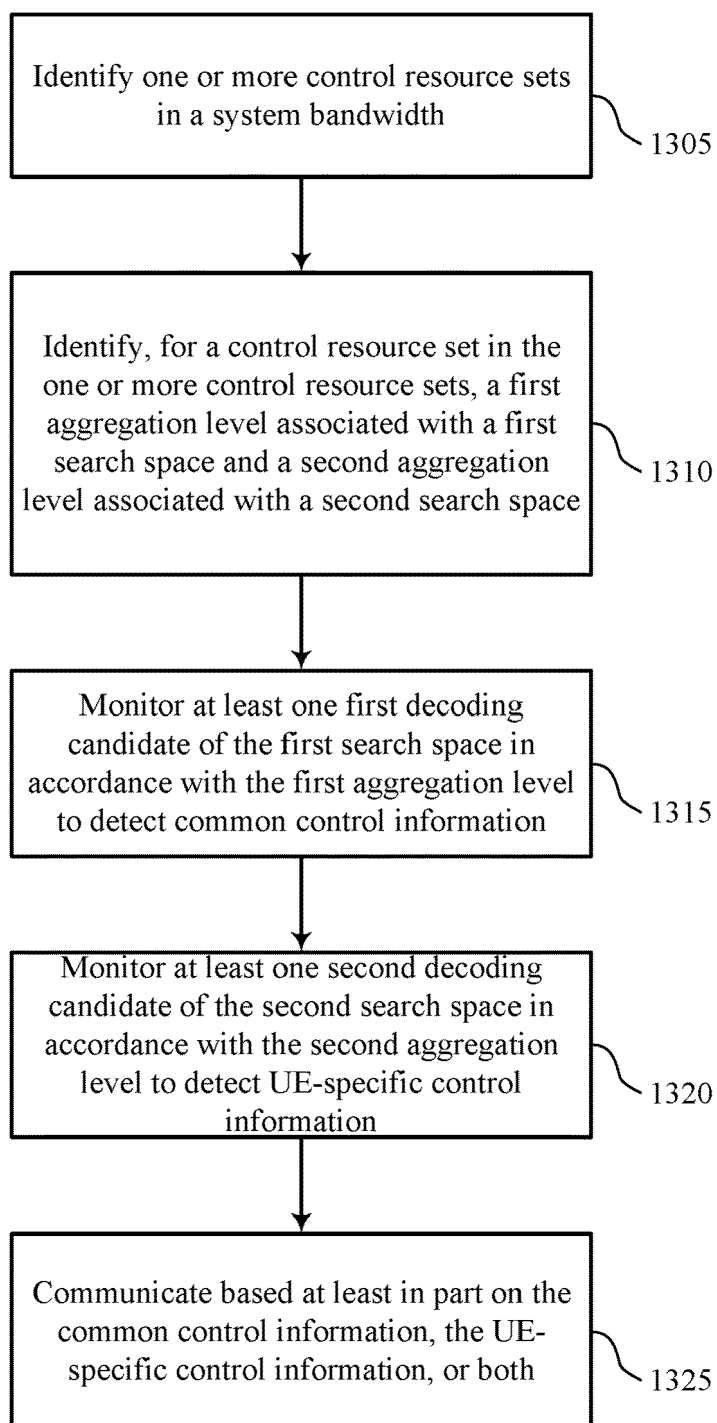 Identify one or more control resource sets
in a system bandwidth
1305
Identify, for a control resource set in the
one or more control resource sets, a first
aggregation level associated with a first
search space and a second aggregation
level associated with a second search space
1310
Monitor at least one first decoding
candidate of the first search space in
accordance with the first aggregation level
to detect common control information
1315
Monitor at least one second decoding
candidate of the second search space in
accordance with the second aggregation
level to detect UE-specific control
information
1320
Communicate based at least in part on the
common control information, the UE-
specific control information, or both
1325